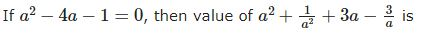 If a² − 4a − 1 = 0, then value of a² + 1/a² + 3a − 3/a is